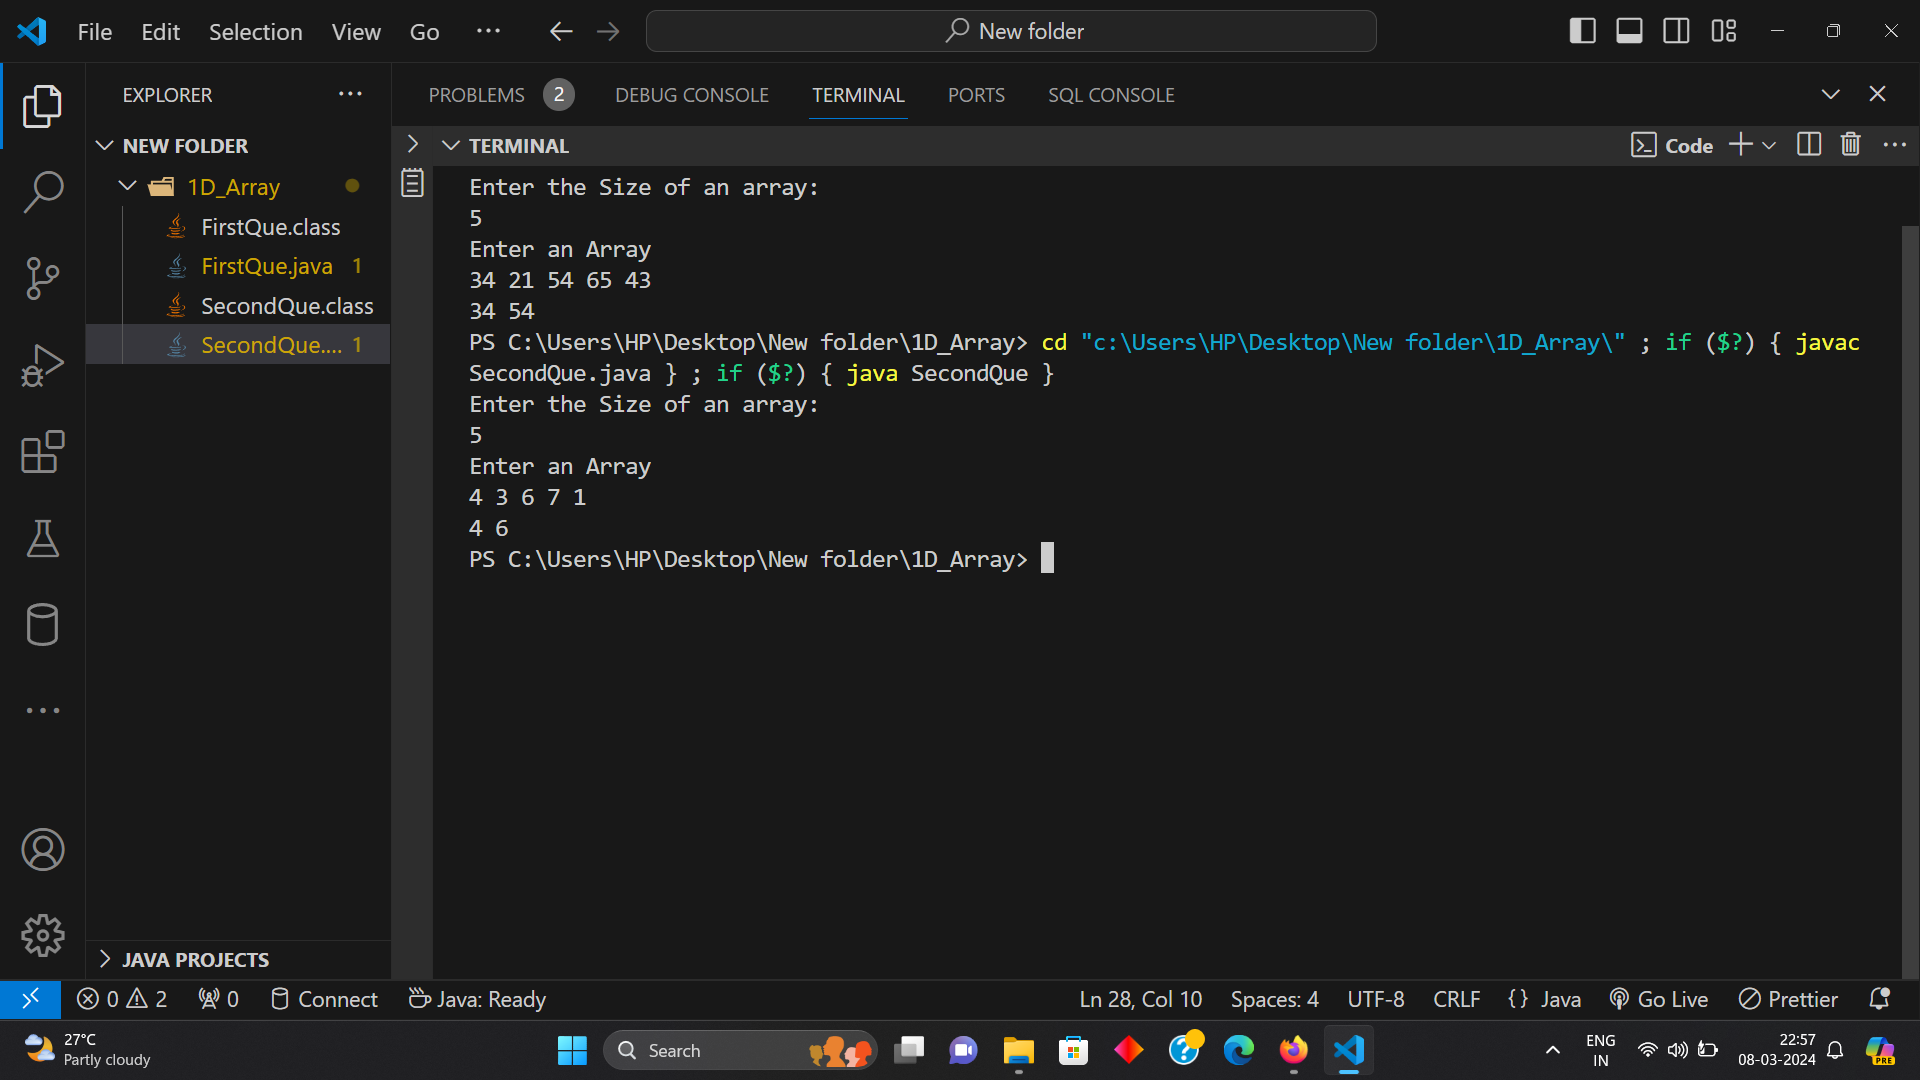 File Edit Selection View Go ··· New folder
EXPLORER ···
NEW FOLDER
1D_Array
FirstQue.class
FirstQue.java 1
SecondQue.class
SecondQue.... 1
JAVA PROJECTS
PROBLEMS 2 DEBUG CONSOLE TERMINAL PORTS SQL CONSOLE
TERMINAL Code
Enter the Size of an array:
5
Enter an Array
34 21 54 65 43
34 54
PS C:\Users\HP\Desktop\New folder\1D_Array> cd "c:\Users\HP\Desktop\New folder\1D_Array\" ; if ($?) { javac
SecondQue.java } ; if ($?) { java SecondQue }
Enter the Size of an array:
5
Enter an Array
4 3 6 7 1
4 6
PS C:\Users\HP\Desktop\New folder\1D_Array>
0 2 0 Connect Java: Ready Ln 28, Col 10 Spaces: 4 UTF-8 CRLF {} Java Go Live Prettier
27°C
Partly cloudy
Search
PRE
ENG
IN
22:57
08-03-2024